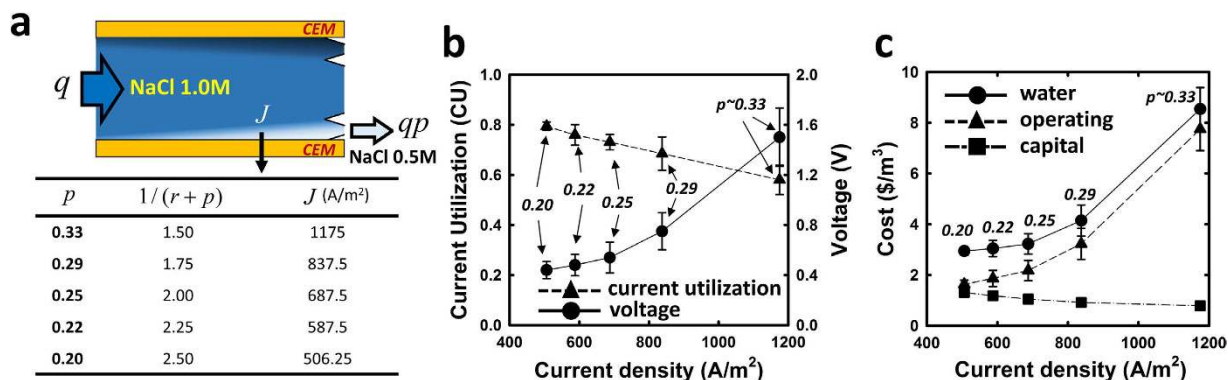 a
CEM
q
NaCl 1.0M
J
qp
CEM
NaCl 0.5M
p 1/(r + p) J (A/m²)
0.33 1.50 1175
0.29 1.75 837.5
0.25 2.00 687.5
0.22 2.25 587.5
0.20 2.50 506.25
b
Current Utilization (CU)
1.0
0.8
0.6
0.4
0.2
0.0
Voltage (V)
2.0
1.6
1.2
0.8
0.4
0.0
p~0.33
0.20
0.22
0.25
0.29
current utilization
voltage
400 600 800 1000 1200
Current density (A/m²)
c
Cost ($/m³)
10
8
6
4
2
0
water
operating
capital
p~0.33
0.20
0.22
0.25
0.29
400 600 800 1000 1200
Current density (A/m²)